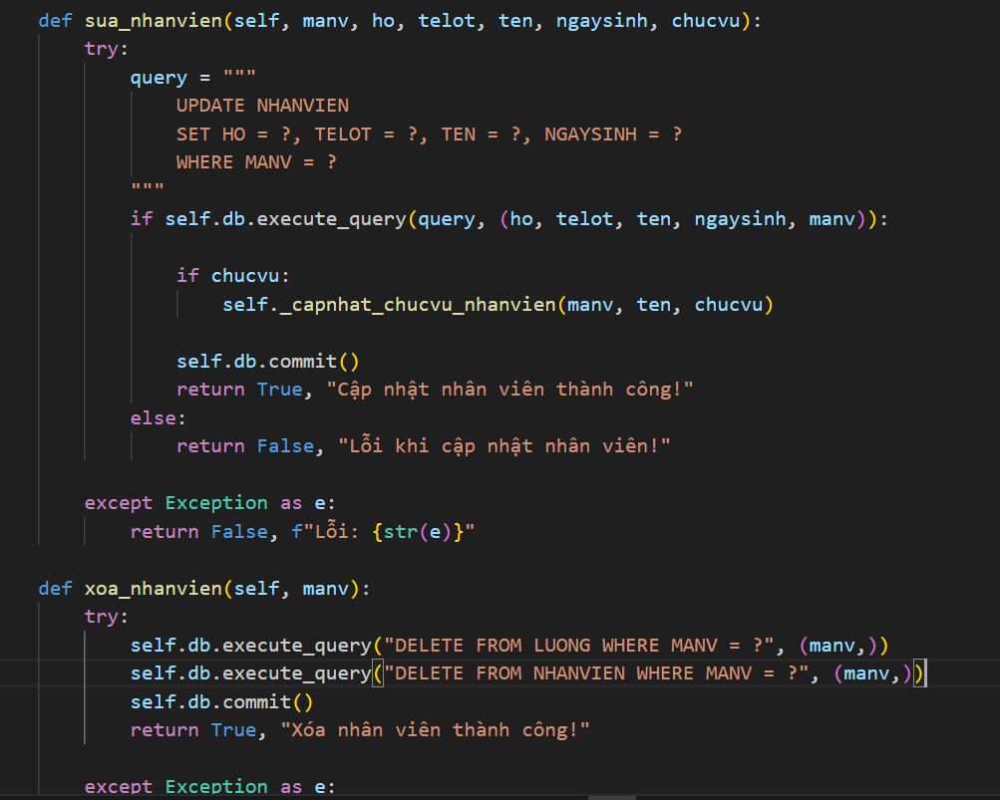 def sua_nhanvien(self, manv, ho, telot, ten, ngaysinh, chucvu):
    try:
        query = """
            UPDATE NHANVIEN
            SET HO = ?, TELOT = ?, TEN = ?, NGAYSINH = ?
            WHERE MANV = ?
        """
        if self.db.execute_query(query, (ho, telot, ten, ngaysinh, manv)):
            if chucvu:
                self._capnhat_chucvu_nhanvien(manv, ten, chucvu)
            self.db.commit()
            return True, "Cập nhật nhân viên thành công!"
        else:
            return False, "Lỗi khi cập nhật nhân viên!"
    except Exception as e:
        return False, f"Lỗi: {str(e)}"
def xoa_nhanvien(self, manv):
    try:
        self.db.execute_query("DELETE FROM LUONG WHERE MANV = ?", (manv,))
        self.db.execute_query("DELETE FROM NHANVIEN WHERE MANV = ?", (manv,))
        self.db.commit()
        return True, "Xóa nhân viên thành công!"
    except Exception as e: